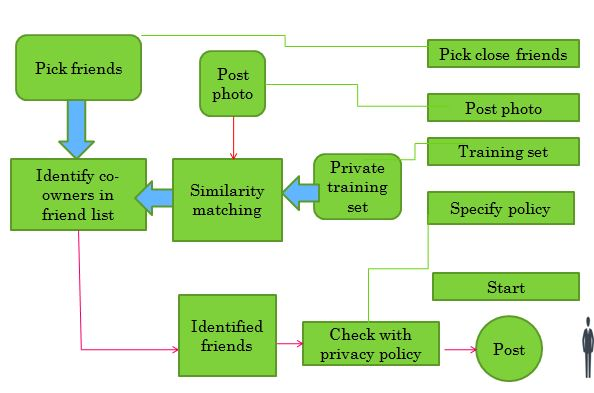 Pick friends
Post
photo
Pick close friends
Post photo
Training set
Identify co-
owners in
friend list
Similarity
matching
Private
training
set
Specify policy
Start
Identified
friends
Check with
privacy policy
Post